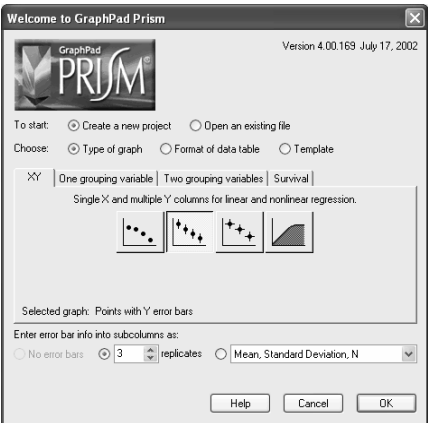 Welcome to GraphPad Prism
GraphPad
PRISM
Version 4.00.169 July 17, 2002
To start: Create a new project Open an existing file
Choose: Type of graph Format of data table Template
XY One grouping variable Two grouping variables Survival
Single X and multiple Y columns for linear and nonlinear regression.
Selected graph: Points with Y error bars
Enter error bar info into subcolumns as:
No error bars 3 replicates Mean, Standard Deviation, N
Help Cancel OK